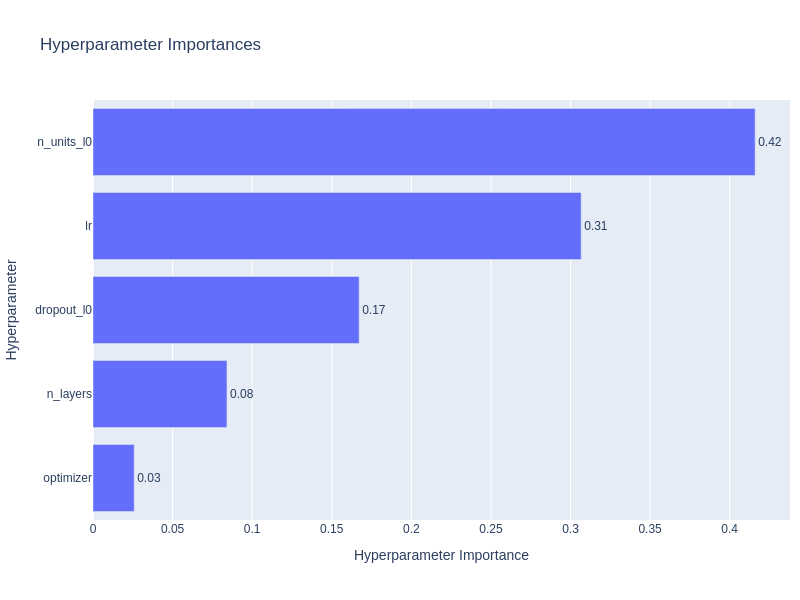 Hyperparameter Importances
Hyperparameter
n_units_l0
0.42
lr
0.31
dropout_l0
0.17
n_layers
0.08
optimizer
0.03
0 0.05 0.1 0.15 0.2 0.25 0.3 0.35 0.4
Hyperparameter Importance